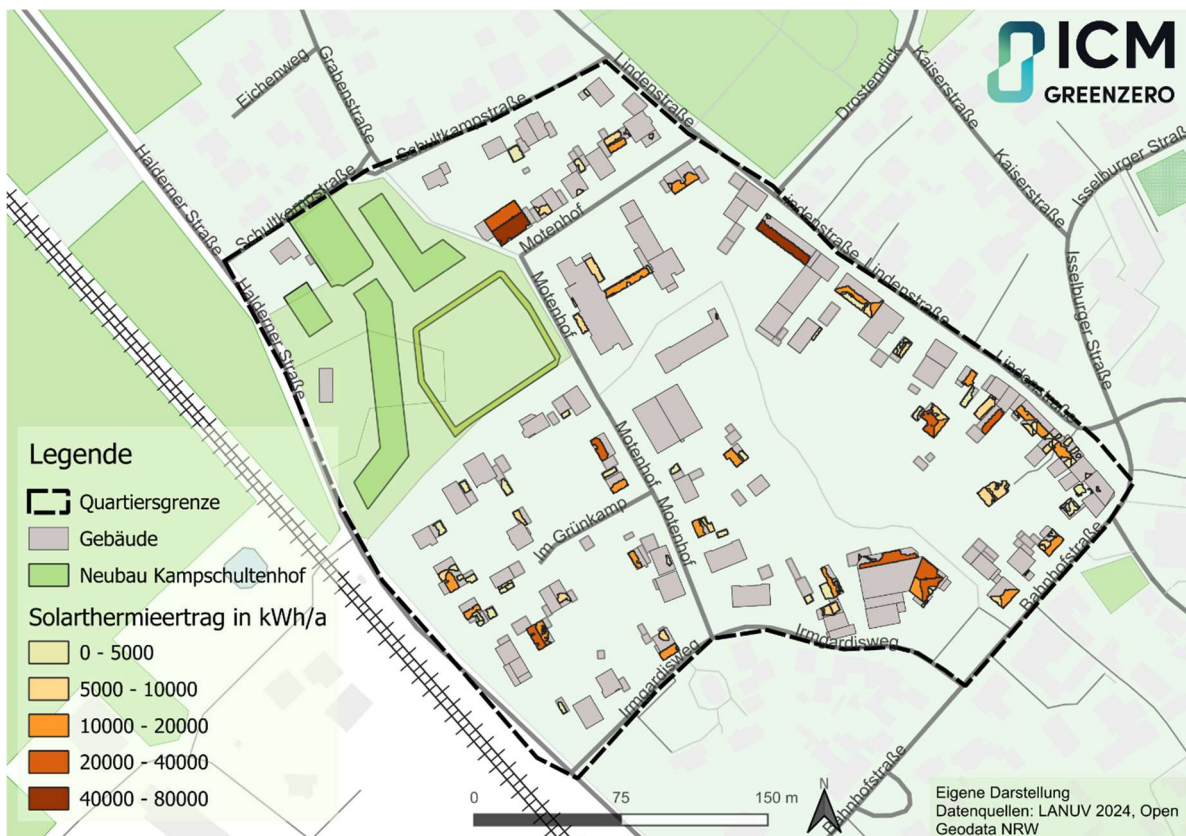 ICM
GREENZERO
Lindenstraße
Kaiserstraße
Drostendick
Grabenstraße
Eichenweg
Schultkampstraße
Halderner Straße
Isselburger Straß
Kaiserstraße
Schultkampstraße
Motenhof
Lindenstraße
Lindenstraße
Isselburger Straße
Halderner Straße
Motenhof
Lindenstraße
Motenhof
Im Grünkamp
Motenhof
Bahnhofstraße
Irmgardisweg
Irmgardisweg
Bahnhofstraße
Legende
Quartiersgrenze
Gebäude
Neubau Kampschultenhof
Solarthermieertrag in kWh/a
0 - 5000
5000 - 10000
10000 - 20000
20000 - 40000
40000 - 80000
0 75 150 m
N
Eigene Darstellung
Datenquellen: LANUV 2024, Open
Geodata NRW